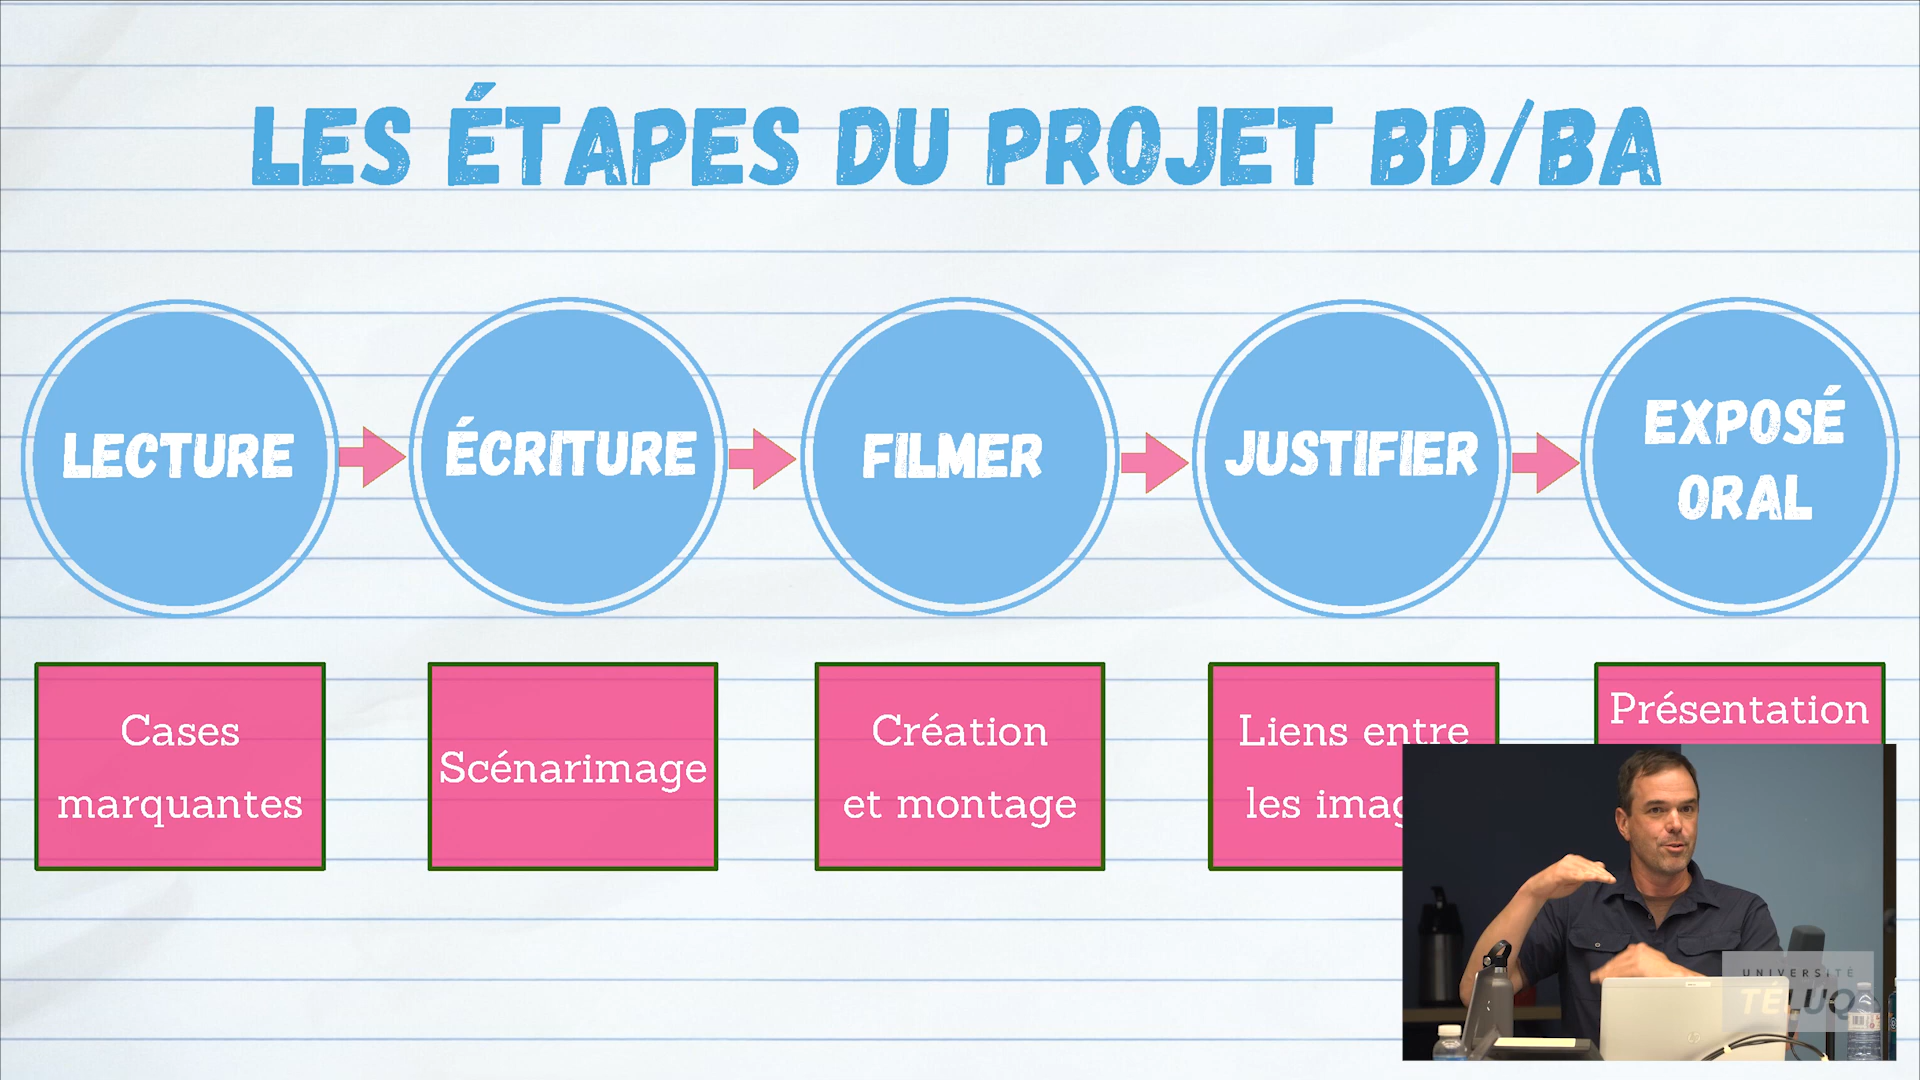 LES ÉTAPES DU PROJET BD/BA
LECTURE
ÉCRITURE
FILMER
JUSTIFIER
EXPOSÉ
ORAL
Cases
marquantes
Scénarimage
Création
et montage
Liens entre
les
Présentation
UNIVERSITÉ
TÉLUQ